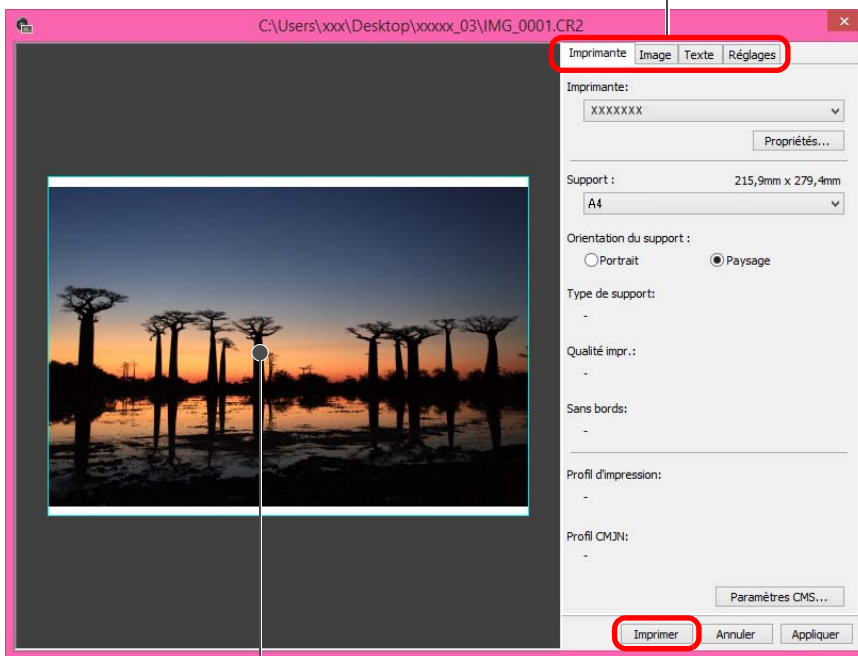 C:\Users\xxx\Desktop\xxxxx_03\IMG_0001.CR2
Imprimante Image Texte Réglages
Imprimante:
XXXXXXX
Propriétés...
Support : 215,9mm x 279,4mm
A4
Orientation du support :
Portrait Paysage
Type de support:
-
Qualité impr.:
-
Sans bords:
-
Profil d'impression:
-
Profil CMJN:
-
Paramètres CMS...
Imprimer Annuler Appliquer